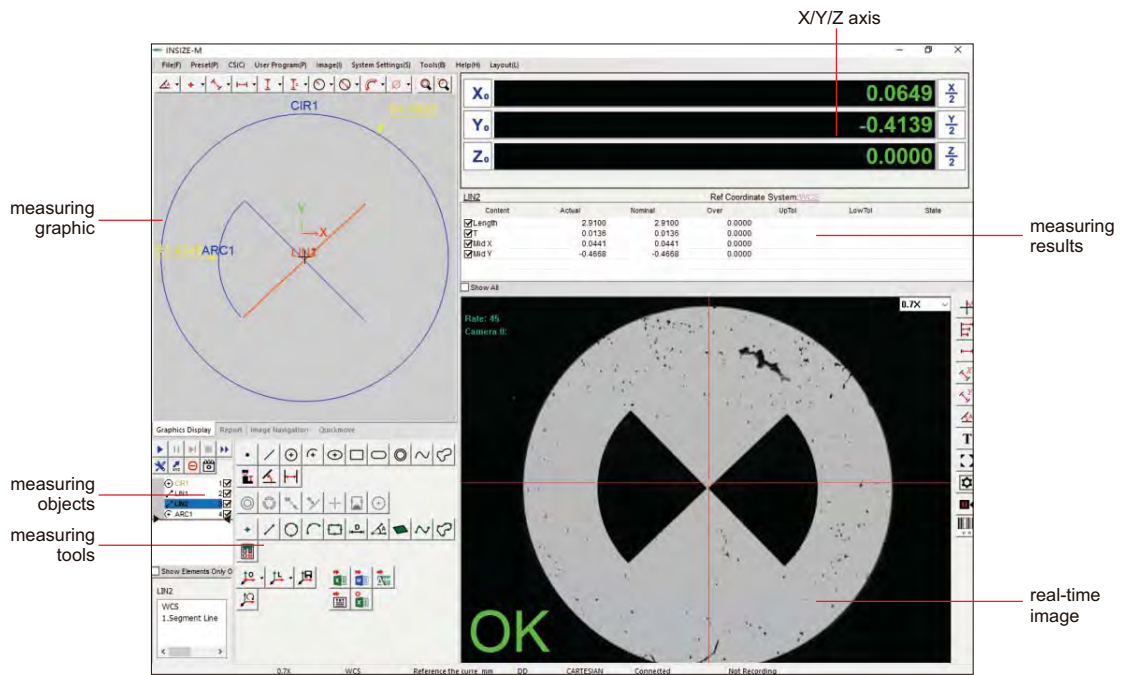 X/Y/Z axis
INSIZE-M
File(F) Preset(P) CS(C) User Program(P) Image(I) System Settings(S) Tools(B) Help(H) Layout(L)
X₀ 0.0649 X/2
Y₀ -0.4139 Y/2
Z₀ 0.0000 Z/2
CIR1
measuring
graphic
Y
X
ARC1
LIN2
LIN2 Ref Coordinate System: WCS
Content Actual Nominal Over UpTol LowTol State
Length 2.9100 2.9100 0.0000
T 0.0136 0.0136 0.0000
Mid X 0.0441 0.0441 0.0000
Mid Y -0.4668 -0.4668 0.0000
measuring
results
Show All
0.7X
Rate: 45
Camera 0:
T
Graphics Display Report Image Navigation Quickmove
measuring
objects
CIR1 1
LIN1 2
LIN2 3
ARC1 4
measuring
tools
Show Elements Only O
LIN2
WCS
1.Segment Line
real-time
image
OK
0.7X WCS Reference the curre mm DD CARTESIAN Connected Not Recording